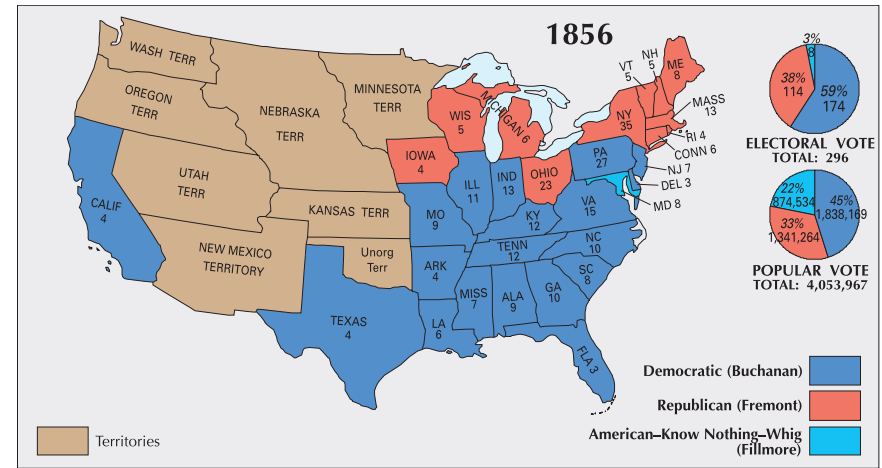 1856
WASH TERR
OREGON
TERR
NEBRASKA
TERR
MINNESOTA
TERR
UTAH
TERR
CALIF
4
NEW MEXICO
TERRITORY
KANSAS TERR
Unorg
Terr
TEXAS
4
WIS
5
MICHIGAN 6
IOWA
4
ILL
11
IND
13
OHIO
23
MO
9
KY
12
TENN
12
ARK
4
LA
6
MISS
7
ALA
9
GA
10
FLA 3
SC
8
NC
10
VA
15
PA
27
NY
35
VT
5
NH
5
ME
8
MASS
13
RI 4
CONN 6
NJ 7
DEL 3
MD 8
3%
8
38%
114
59%
174
ELECTORAL VOTE
TOTAL: 296
22%
874,534
45%
1,838,169
33%
1,341,264
POPULAR VOTE
TOTAL: 4,053,967
Democratic (Buchanan)
Republican (Fremont)
American–Know Nothing–Whig
(Fillmore)
Territories